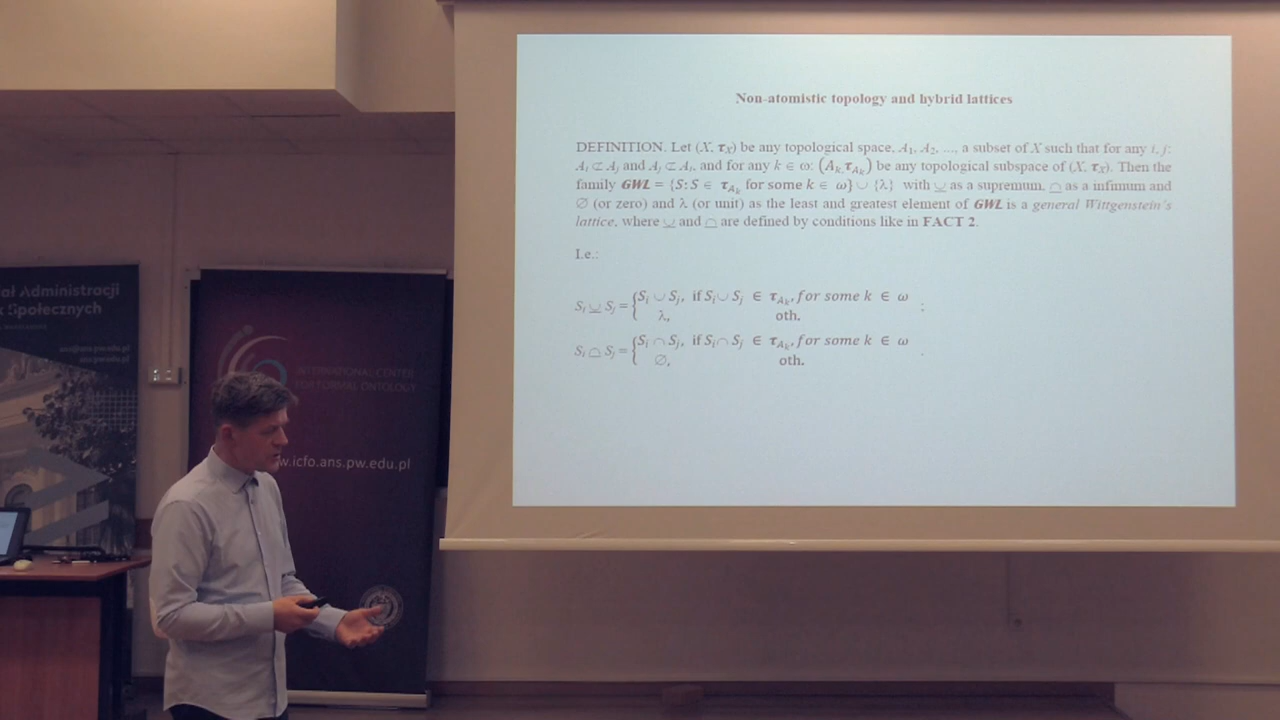 Non-atomistic topology and hybrid lattices
DEFINITION. Let (X, τX) be any topological space, A1, A2, ..., a subset of X such that for any i, j:
Ai ⊄ Aj and Aj ⊄ Ai, and for any k ∈ ω: (Ak, τAk) be any topological subspace of (X, τX). Then the
family GWL = {S: S ∈ τAk for some k ∈ ω} ∪ {λ} with ⊍ as a supremum, ⩀ as a infimum and
∅ (or zero) and λ (or unit) as the least and greatest element of GWL is a general Wittgenstein's
lattice, where ⊍ and ⩀ are defined by conditions like in FACT 2.
I.e.:
Si ⊍ Sj = { Si ∪ Sj, if Si ∪ Sj ∈ τAk, for some k ∈ ω ;
λ, oth.
Si ⩀ Sj = { Si ∩ Sj, if Si ∩ Sj ∈ τAk, for some k ∈ ω .
∅, oth.
ał Administracji
k Społecznych
INTERNATIONAL CENTER
FOR FORMAL ONTOLOGY
w.icfo.ans.pw.edu.pl